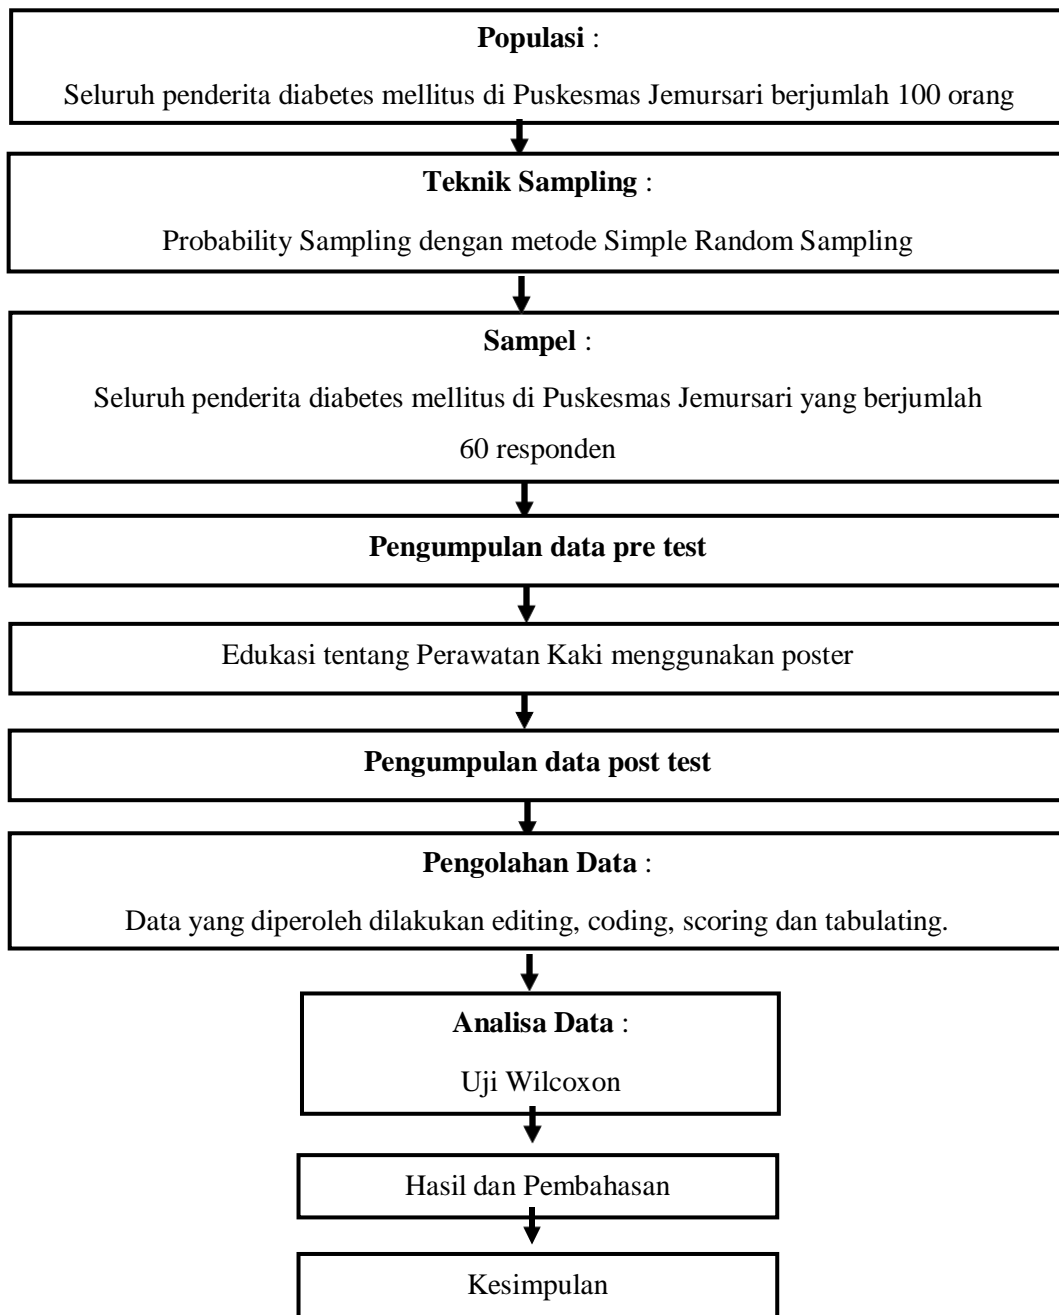 Populasi :
Seluruh penderita diabetes mellitus di Puskesmas Jemursari berjumlah 100 orang
Teknik Sampling :
Probability Sampling dengan metode Simple Random Sampling
Sampel :
Seluruh penderita diabetes mellitus di Puskesmas Jemursari yang berjumlah
60 responden
Pengumpulan data pre test
Edukasi tentang Perawatan Kaki menggunakan poster
Pengumpulan data post test
Pengolahan Data :
Data yang diperoleh dilakukan editing, coding, scoring dan tabulating.
Analisa Data :
Uji Wilcoxon
Hasil dan Pembahasan
Kesimpulan